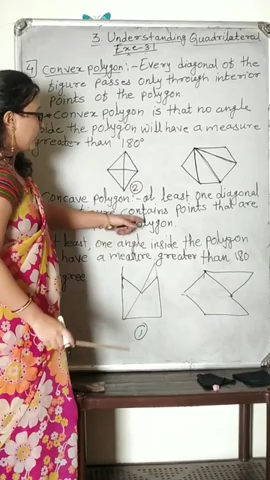 3. Understanding Quadrilateral
Exe-3.1
④ Convex polygon :- Every diagonal of the
figure passes only through interior
points of the polygon.
convex polygon is that no angle
side the polygon will have a measure
greater than 180°
②
Concave polygon :- at least one diagonal
contains points that are
polygon.
t least, one angle inside the polygon
have a measure greater than 180
gree
①